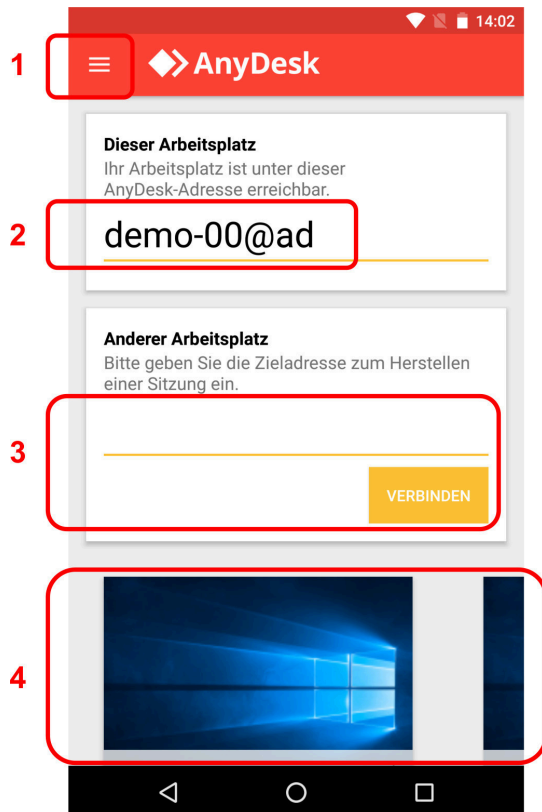 14:02
1
AnyDesk
Dieser Arbeitsplatz
Ihr Arbeitsplatz ist unter dieser
AnyDesk-Adresse erreichbar.
2
demo-00@ad
Anderer Arbeitsplatz
Bitte geben Sie die Zieladresse zum Herstellen
einer Sitzung ein.
3
VERBINDEN
4